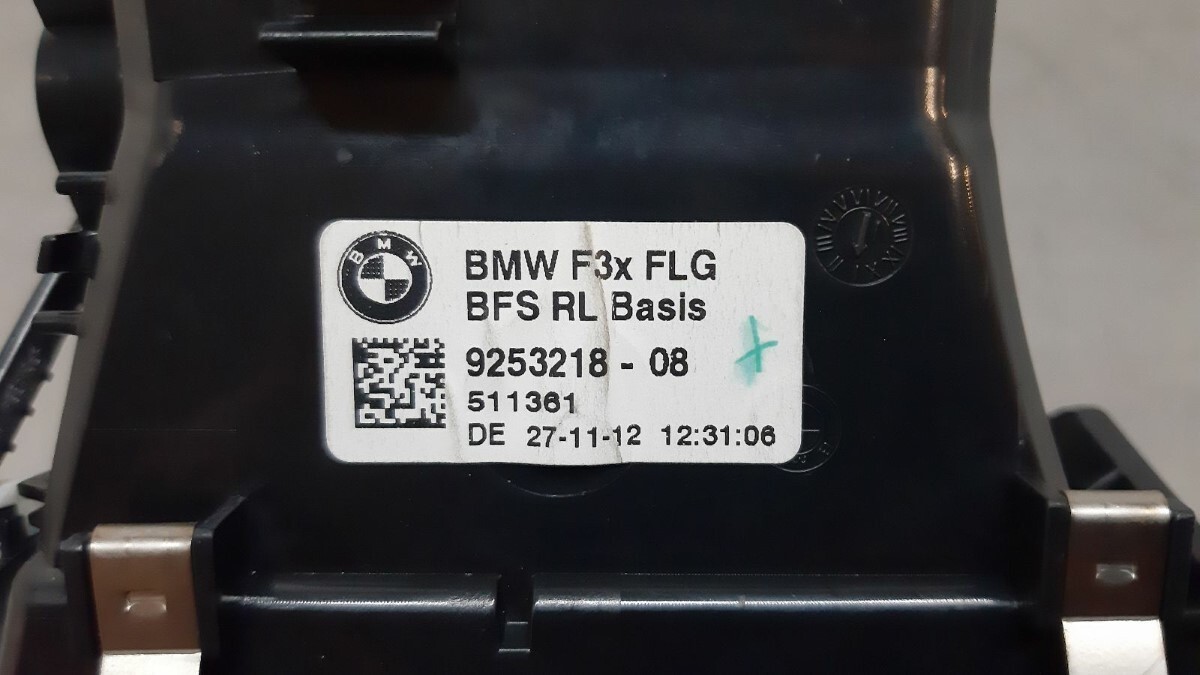 BMW
BMW F3x FLG
BFS RL Basis
9253218 - 08
511361
DE 27-11-12 12:31:06